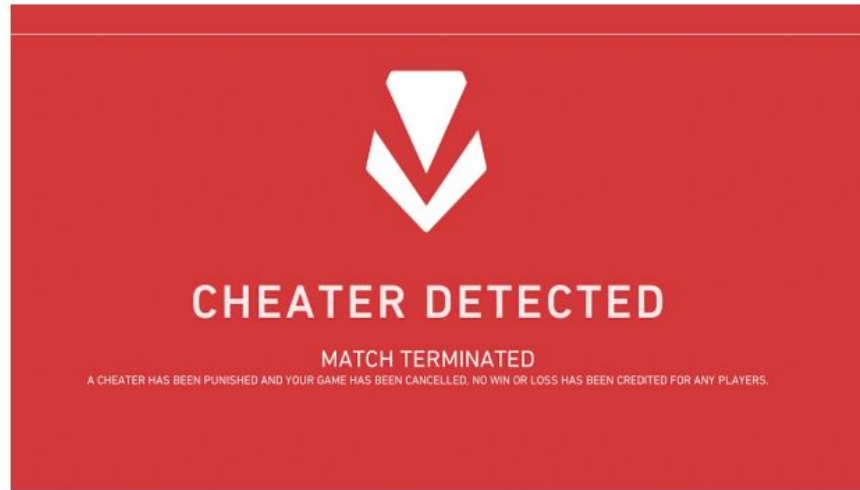 CHEATER DETECTED
MATCH TERMINATED
A CHEATER HAS BEEN PUNISHED AND YOUR GAME HAS BEEN CANCELLED, NO WIN OR LOSS HAS BEEN CREDITED FOR ANY PLAYERS.